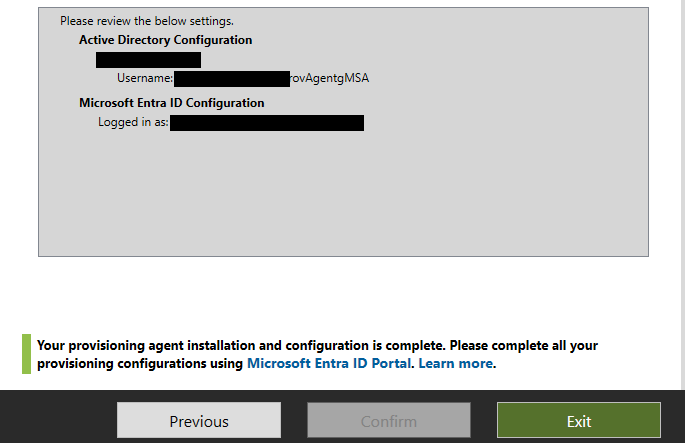 Please review the below settings.
Active Directory Configuration
Username: rovAgentgMSA
Microsoft Entra ID Configuration
Logged in as:
Your provisioning agent installation and configuration is complete. Please complete all your
provisioning configurations using Microsoft Entra ID Portal. Learn more.
Previous
Confirm
Exit